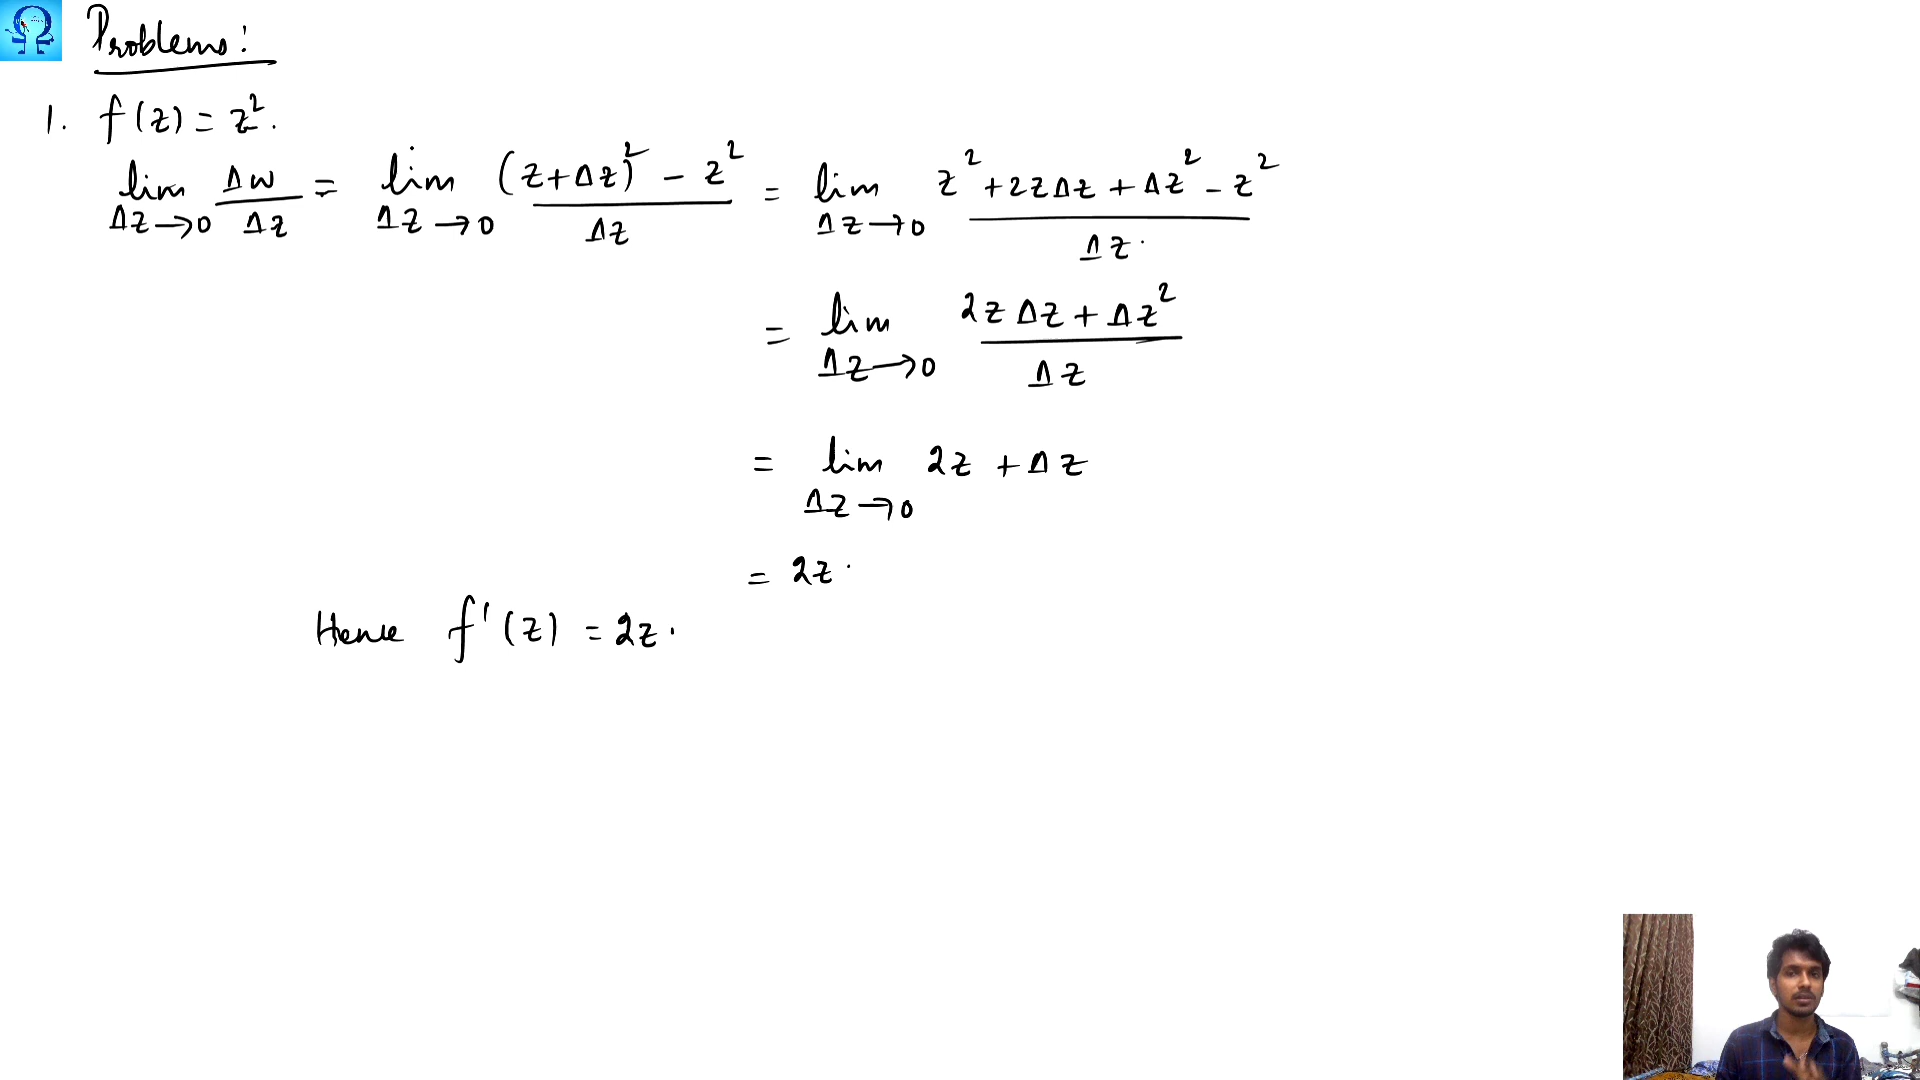 Problems:
1. f(z) = z².
lim Δz→0 Δw/Δz = lim Δz→0 ((z+Δz)² - z²)/Δz = lim Δz→0 (z² + 2zΔz + Δz² - z²)/Δz.
= lim Δz→0 (2zΔz + Δz²)/Δz
= lim Δz→0 2z + Δz
= 2z.
Hence f'(z) = 2z.